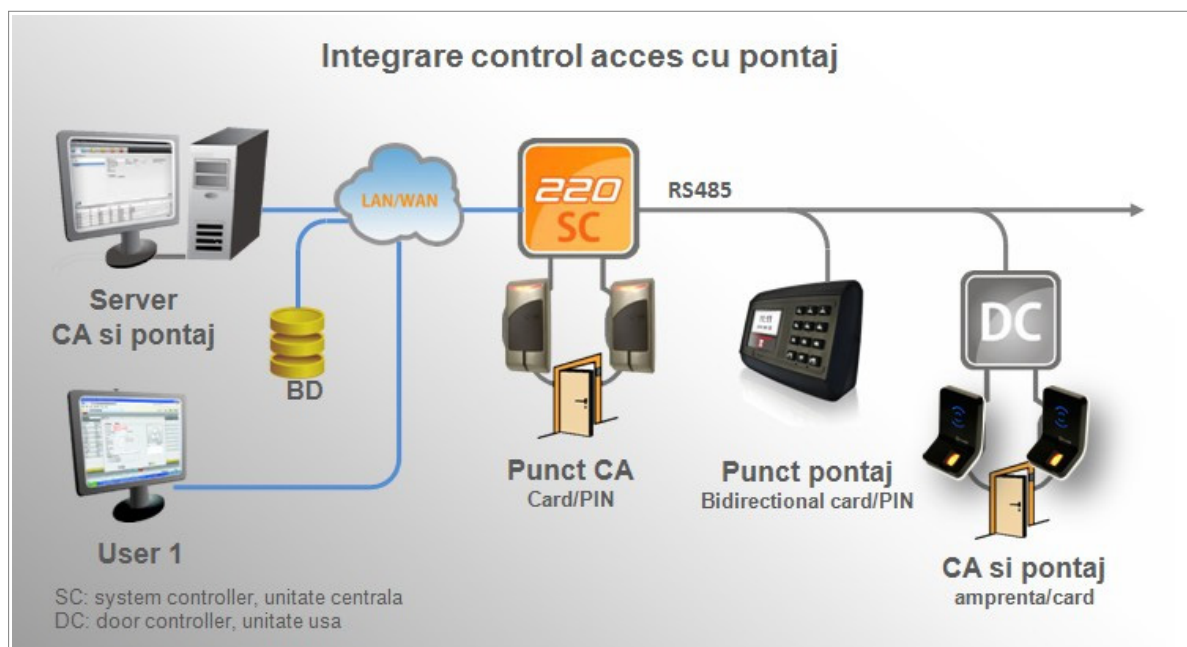 Integrare control acces cu pontaj
LAN/WAN
220
SC
RS485
Server
CA si pontaj
BD
DC
Punct CA
Card/PIN
Punct pontaj
Bidirectional card/PIN
User 1
CA si pontaj
amprenta/card
SC: system controller, unitate centrala
DC: door controller, unitate usa